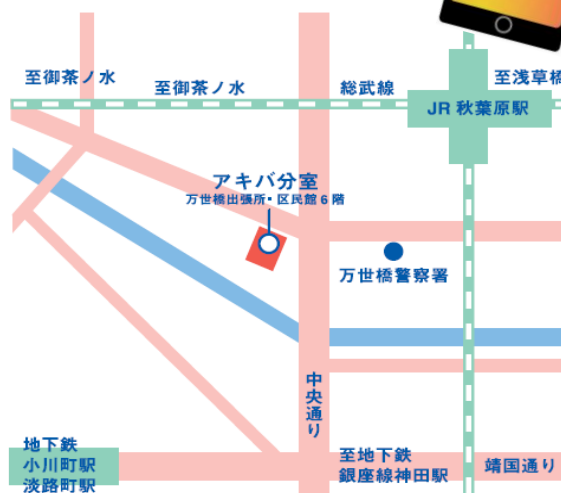 至御茶ノ水
至御茶ノ水
総武線
至浅草橋
JR 秋葉原駅
アキバ分室
万世橋出張所・区民館 6 階
万世橋警察署
中央通り
地下鉄
小川町駅
淡路町駅
至地下鉄
銀座線神田駅
靖国通り